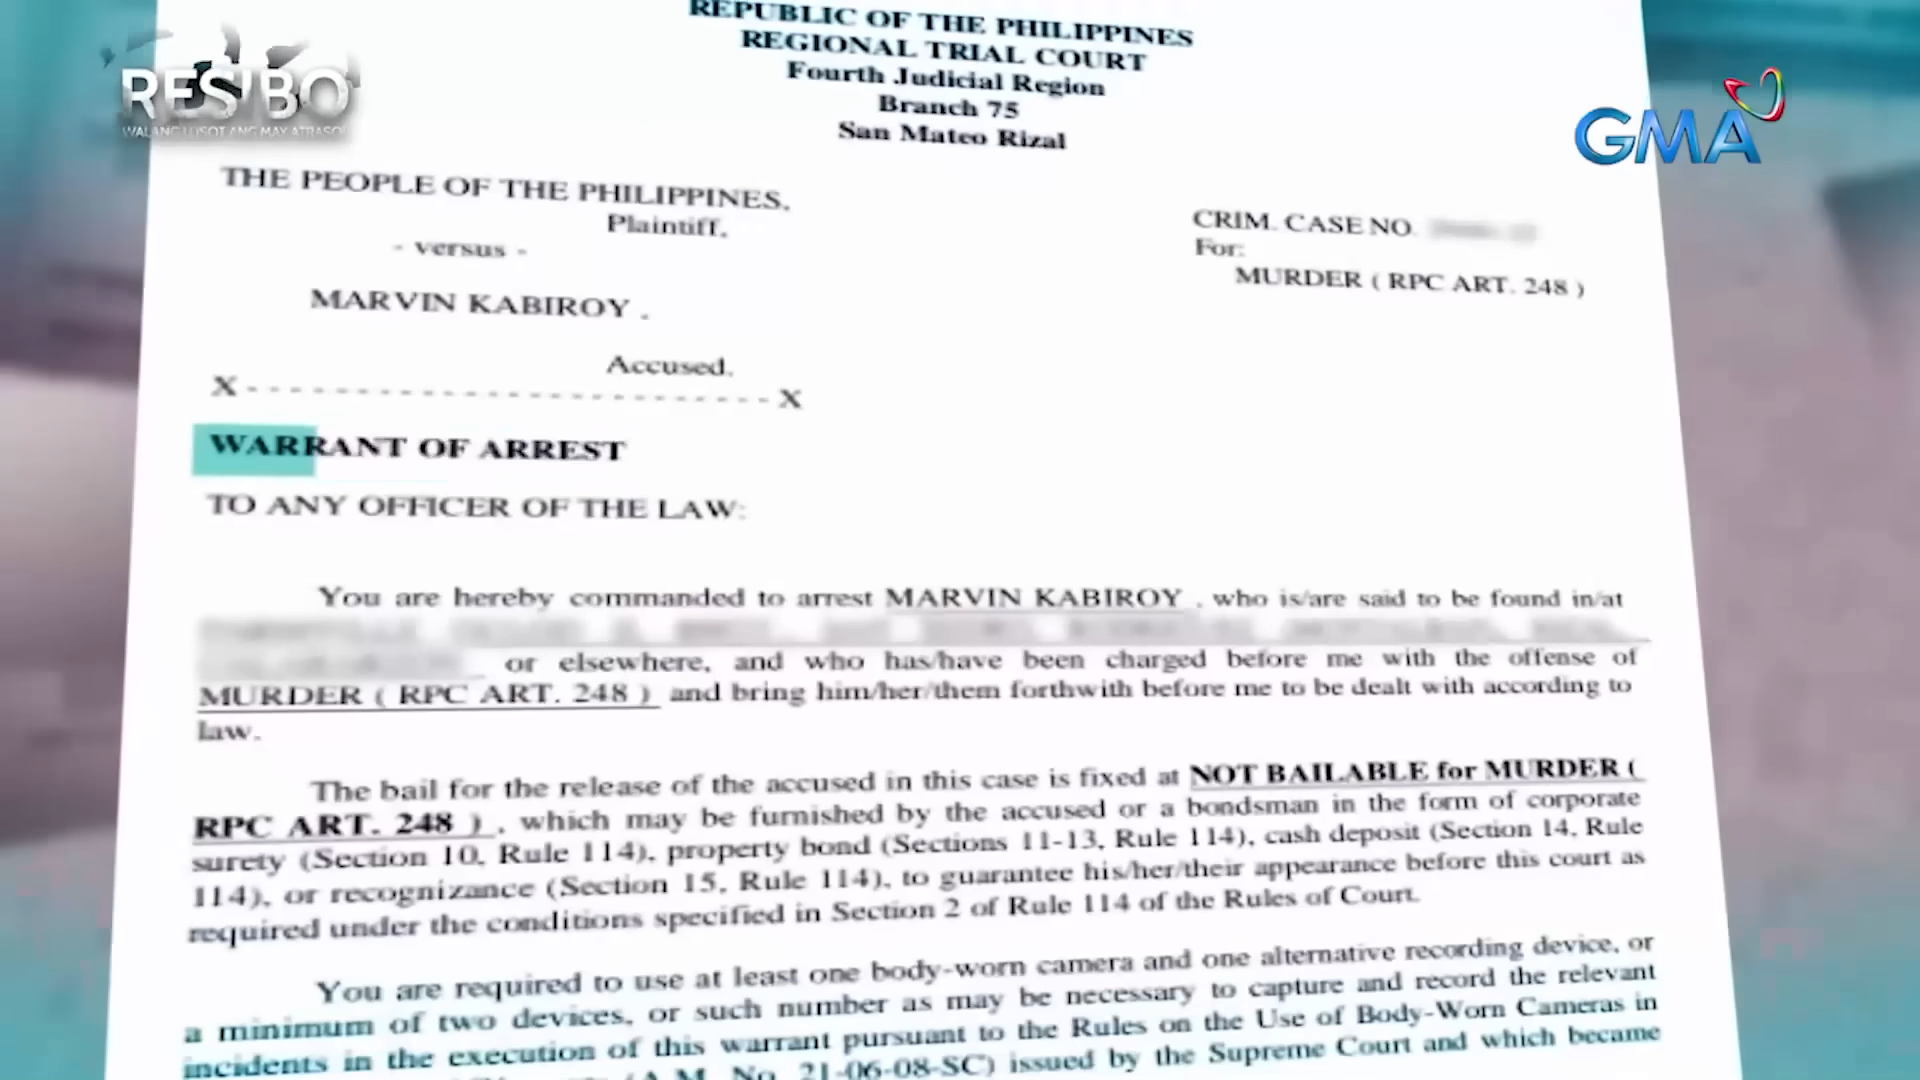 RESIBO
WALANG LUSOT ANG MAY ATRASO
GMA
REPUBLIC OF THE PHILIPPINES
REGIONAL TRIAL COURT
Fourth Judicial Region
Branch 75
San Mateo Rizal
THE PEOPLE OF THE PHILIPPINES,
Plaintiff,
- versus -
CRIM. CASE NO.
For:
MURDER ( RPC ART. 248 )
MARVIN KABIROY ,
Accused.
X - - - - - - - - - - - - - - - - - - - - - - - - - - X
WARRANT OF ARREST
TO ANY OFFICER OF THE LAW:
You are hereby commanded to arrest MARVIN KABIROY , who is/are said to be found in/at
, or elsewhere, and who has/have been charged before me with the offense of
MURDER ( RPC ART. 248 ) and bring him/her/them forthwith before me to be dealt with according to
law.
The bail for the release of the accused in this case is fixed at NOT BAILABLE for MURDER (
RPC ART. 248 ) , which may be furnished by the accused or a bondsman in the form of corporate
surety (Section 10, Rule 114), property bond (Sections 11-13, Rule 114), cash deposit (Section 14, Rule
114), or recognizance (Section 15, Rule 114), to guarantee his/her/their appearance before this court as
required under the conditions specified in Section 2 of Rule 114 of the Rules of Court.
You are required to use at least one body-worn camera and one alternative recording device, or
a minimum of two devices, or such number as may be necessary to capture and record the relevant
incidents in the execution of this warrant pursuant to the Rules on the Use of Body-Worn Cameras in
(A.M. No. 21-06-08-SC) issued by the Supreme Court and which became